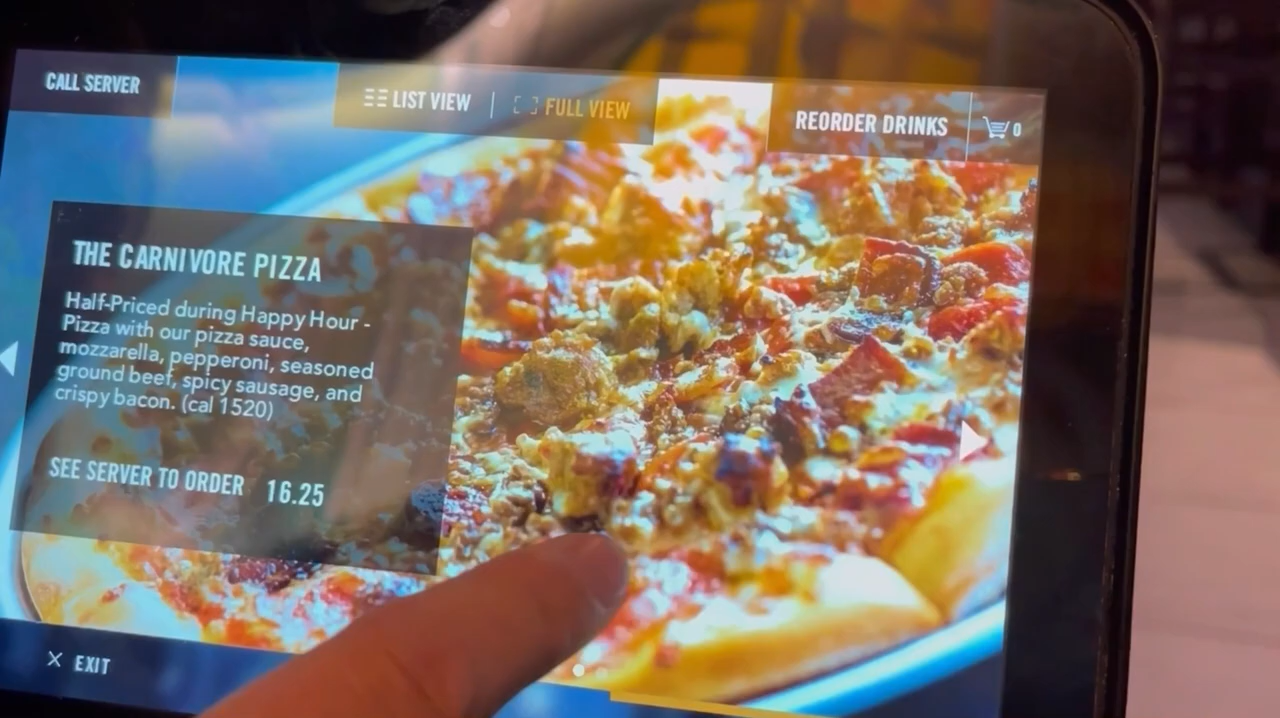 CALL SERVER
LIST VIEW | FULL VIEW
REORDER DRINKS
0
THE CARNIVORE PIZZA
Half-Priced during Happy Hour -
Pizza with our pizza sauce,
mozzarella, pepperoni, seasoned
ground beef, spicy sausage, and
crispy bacon. (cal 1520)
SEE SERVER TO ORDER 16.25
X EXIT